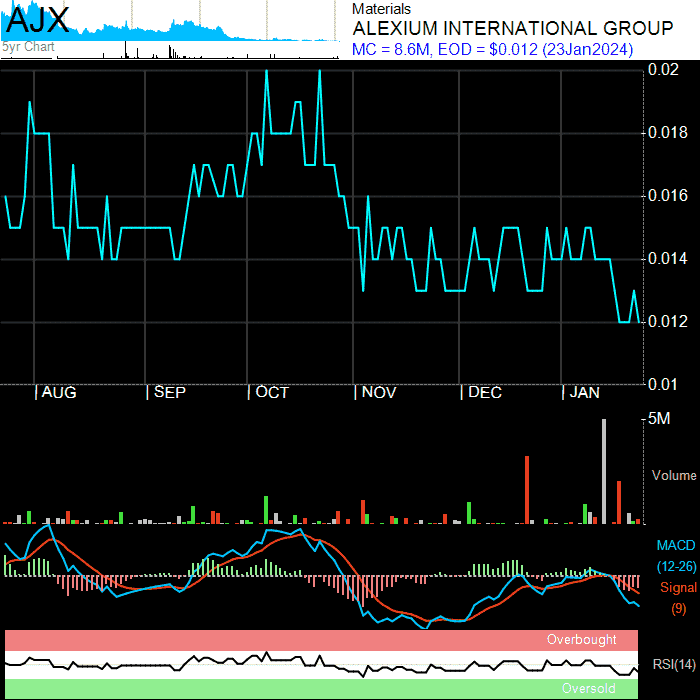 AJX
5yr Chart
Materials
ALEXIUM INTERNATIONAL GROUP
MC = 8.6M, EOD = $0.012 (23Jan2024)
0.02
0.018
0.016
0.014
0.012
0.01
AUG SEP OCT NOV DEC JAN
5M
Volume
MACD
(12-26)
Signal
(9)
Overbought
RSI(14)
Oversold